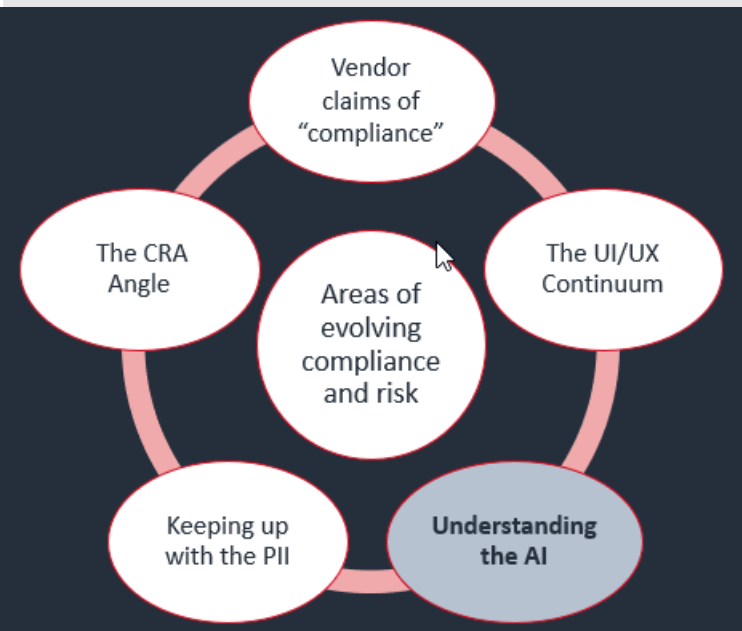 Vendor
claims of
“compliance”
The CRA
Angle
The UI/UX
Continuum
Areas of
evolving
compliance
and risk
Keeping up
with the PII
Understanding
the AI